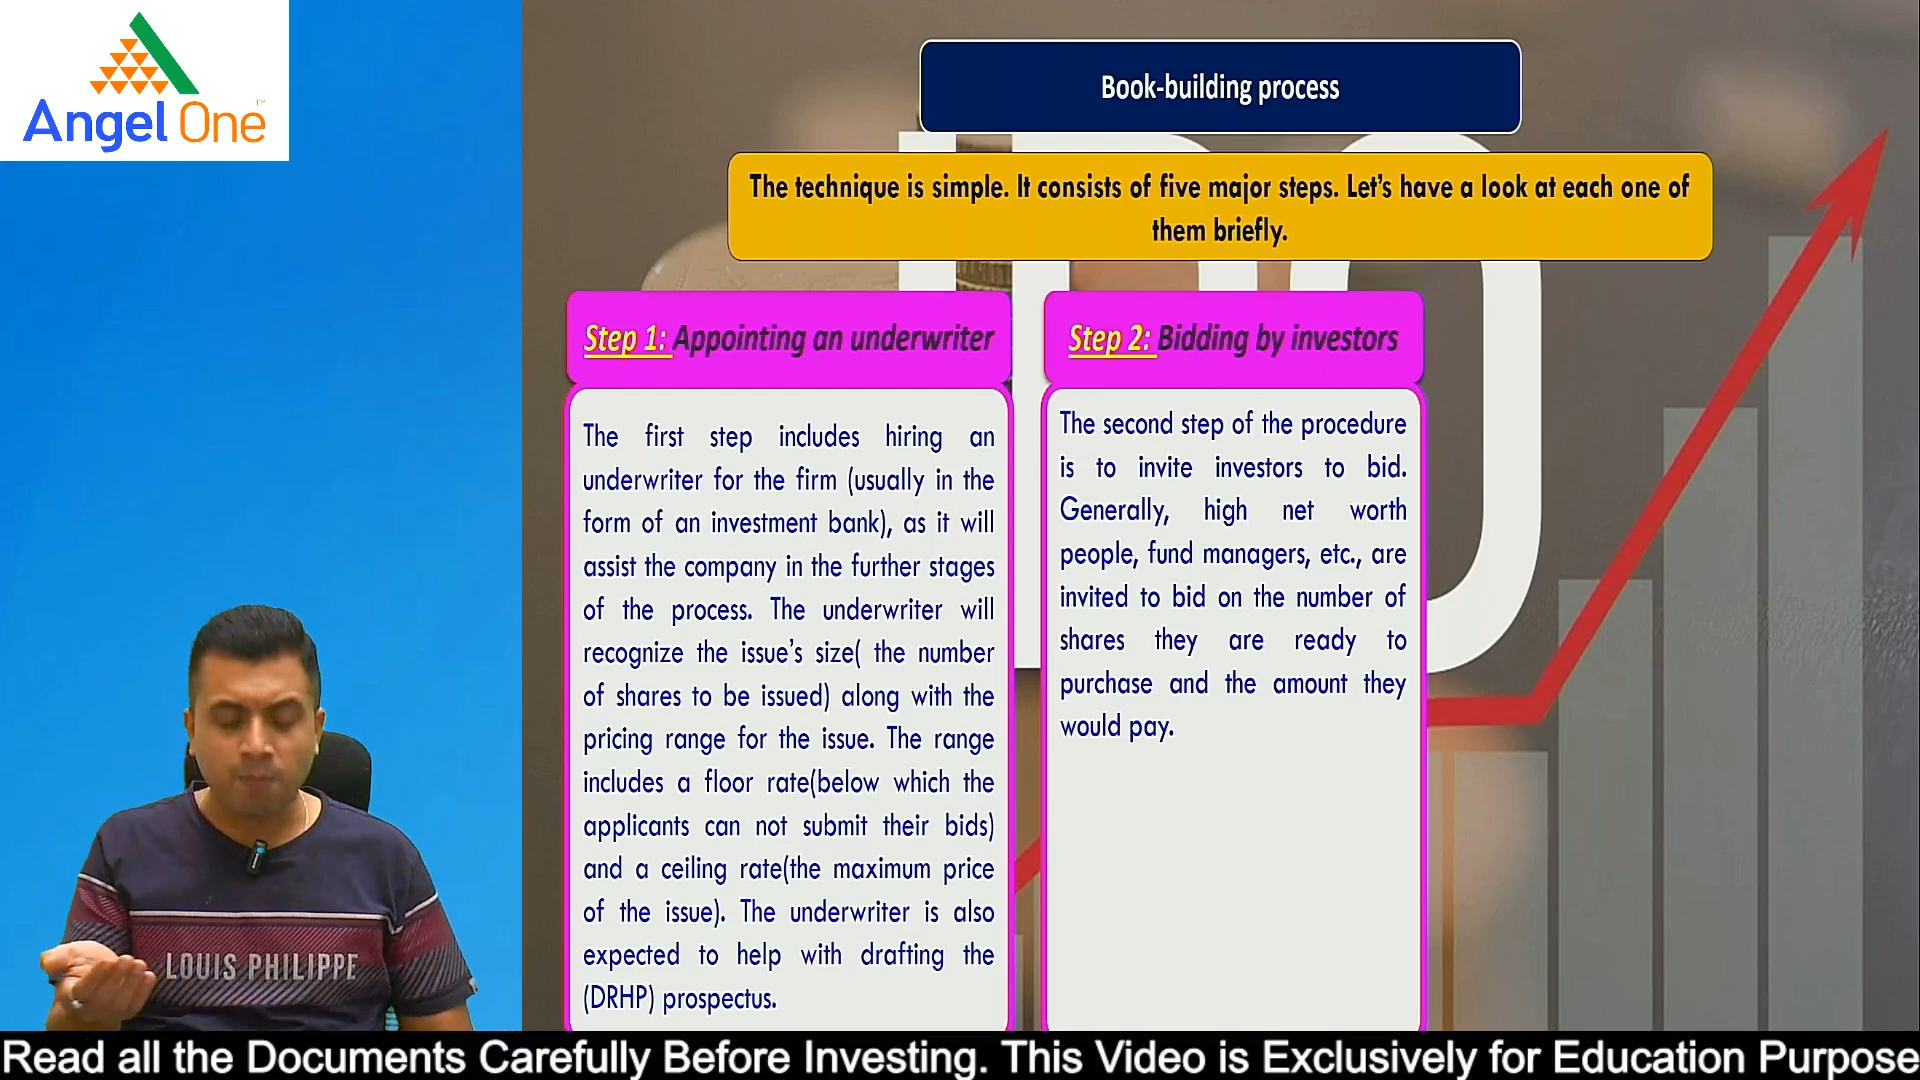 Angel One
TM
Book-building process
The technique is simple. It consists of five major steps. Let's have a look at each one of
them briefly.
Step 1: Appointing an underwriter
The first step includes hiring an
underwriter for the firm (usually in the
form of an investment bank), as it will
assist the company in the further stages
of the process. The underwriter will
recognize the issue's size( the number
of shares to be issued) along with the
pricing range for the issue. The range
includes a floor rate(below which the
applicants can not submit their bids)
and a ceiling rate(the maximum price
of the issue). The underwriter is also
expected to help with drafting the
(DRHP) prospectus.
Step 2: Bidding by investors
The second step of the procedure
is to invite investors to bid.
Generally, high net worth
people, fund managers, etc., are
invited to bid on the number of
shares they are ready to
purchase and the amount they
would pay.
IPO
LOUIS PHILIPPE
Read all the Documents Carefully Before Investing. This Video is Exclusively for Education Purpose